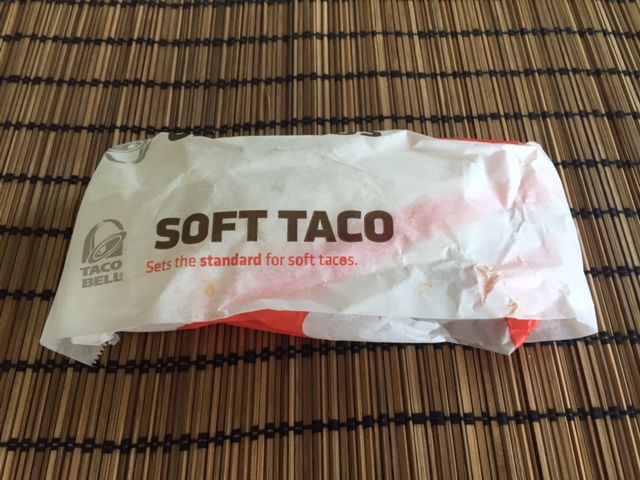 SOFT TACO
Sets the standard for soft tacos.
TACO
BELL